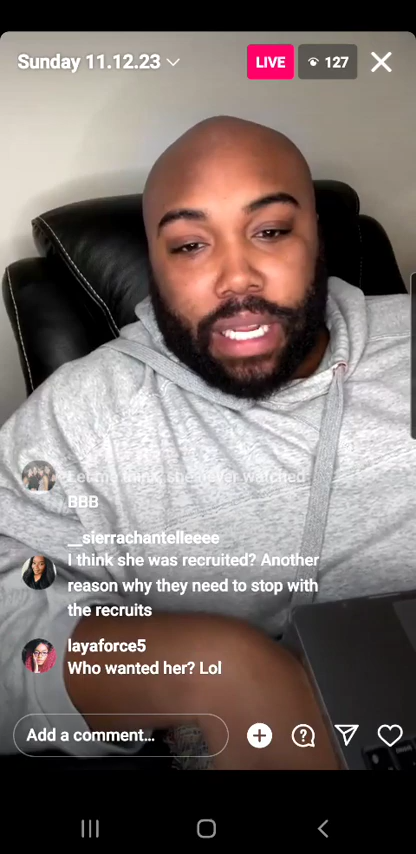 Sunday 11.12.23
LIVE
127
Let me think she never watched
BBB
__sierrachantelleeee
I think she was recruited? Another
reason why they need to stop with
the recruits
layaforce5
Who wanted her? Lol
Add a comment...